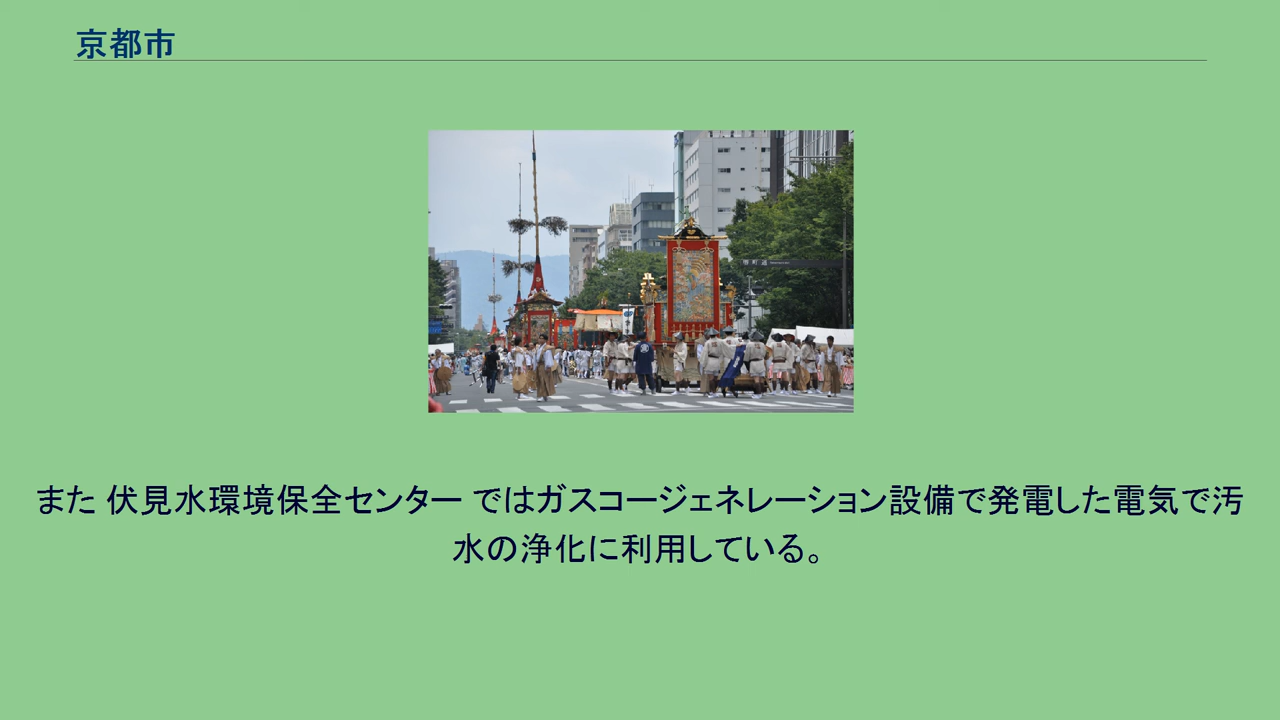 京都市
また 伏見水環境保全センター ではガスコージェネレーション設備で発電した電気で汚
水の浄化に利用している。